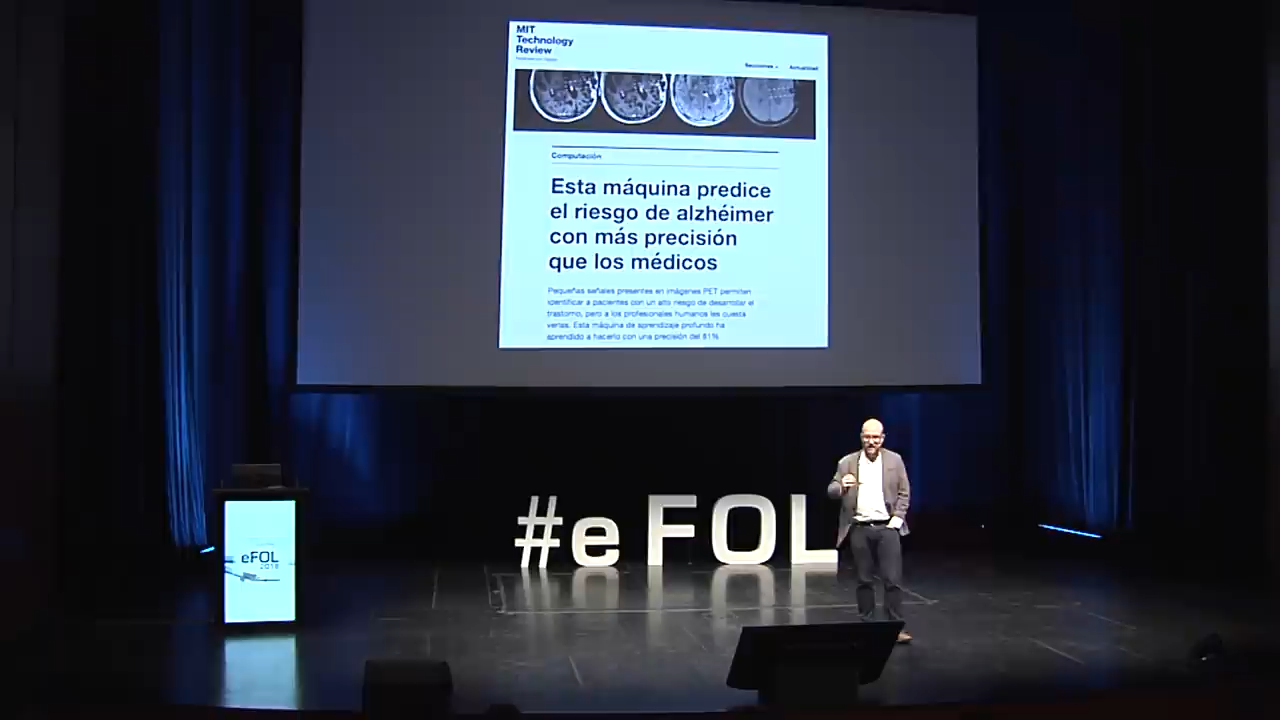 MIT
Technology
Review
Secciones
Actualidad
Computación
Esta máquina predice
el riesgo de alzhéimer
con más precisión
que los médicos
Pequeñas señales presentes en imágenes PET permiten
identificar a pacientes con un alto riesgo de desarrollar el
trastorno, pero a los profesionales humanos les cuesta
verlas. Esta máquina de aprendizaje profundo ha
aprendido a hacerlo con una precisión del 81%
#eFOL
eFOL
2018